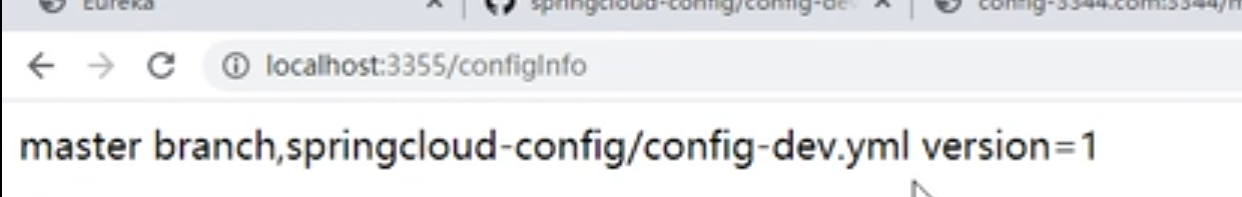 Eureka
springcloud-config/config-de
config-3344.com:3344/m
localhost:3355/configInfo
master branch,springcloud-config/config-dev.yml version=1